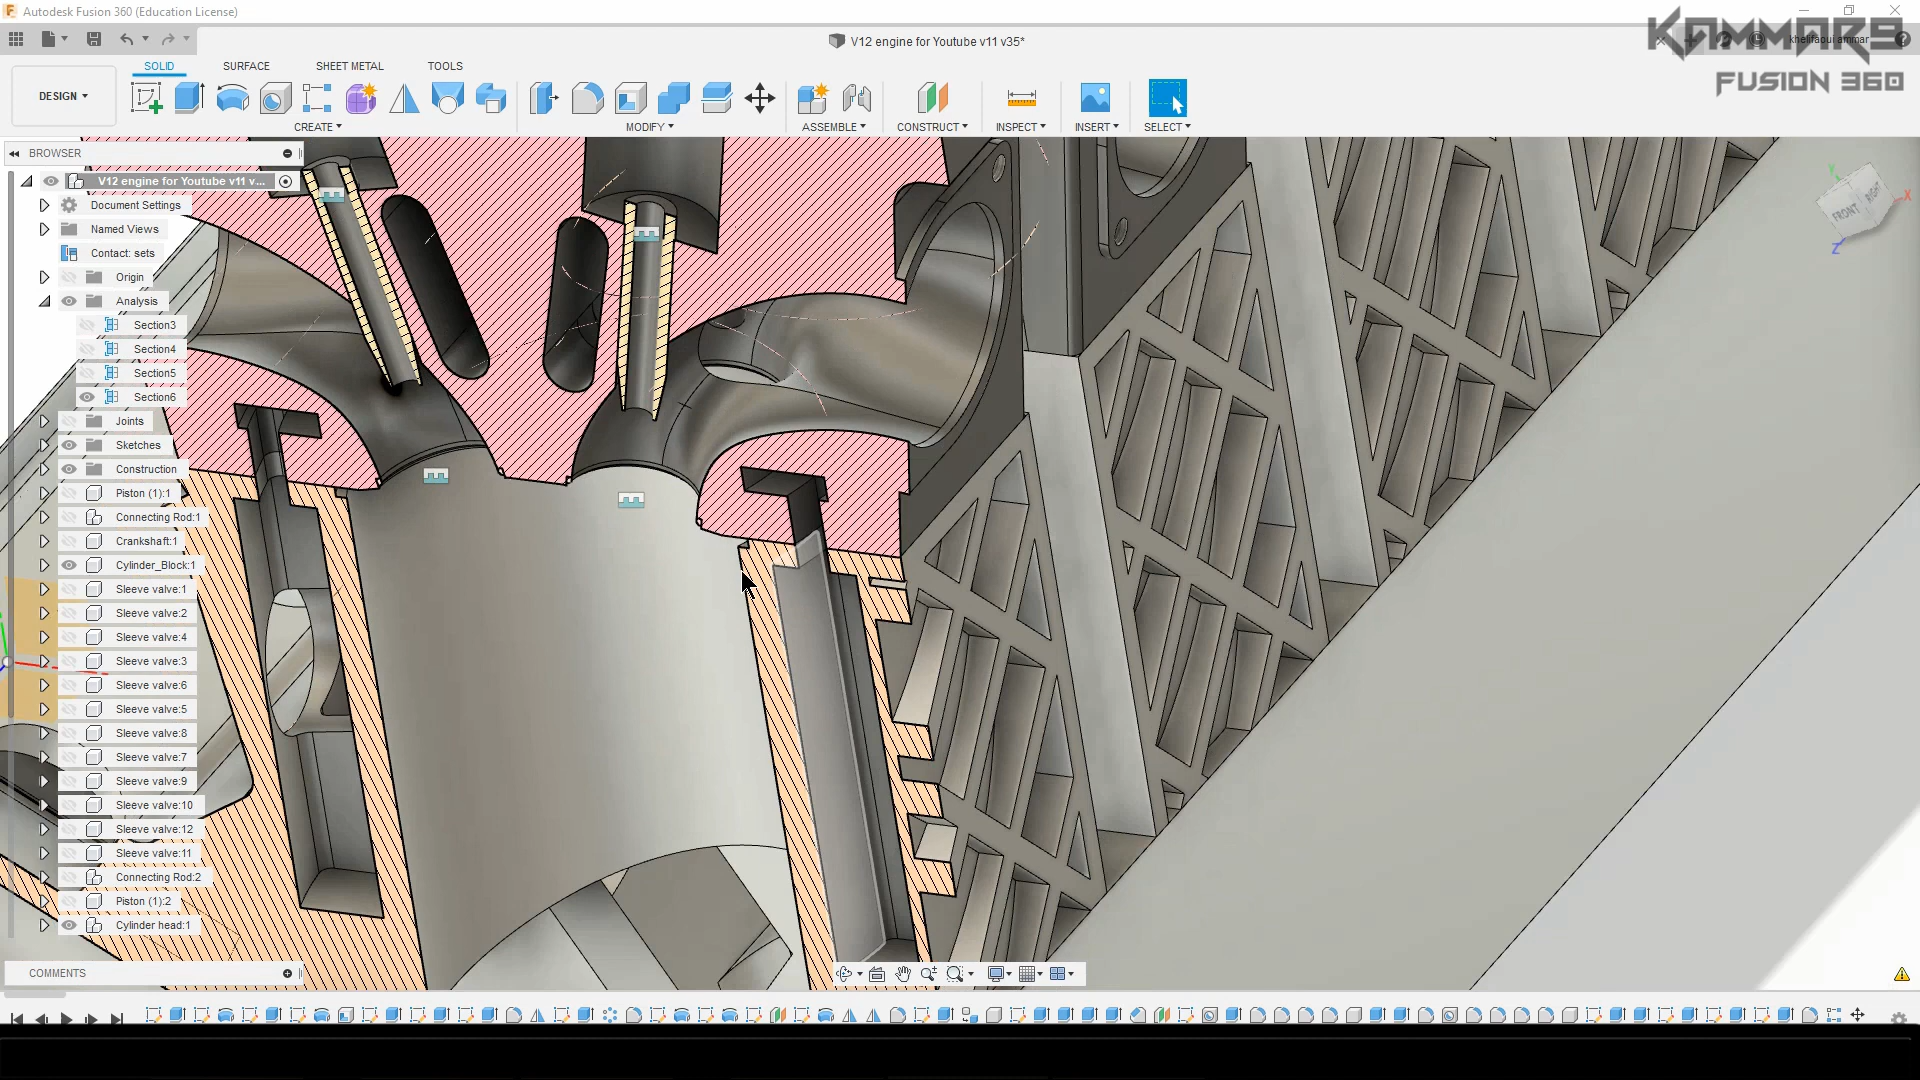 Autodesk Fusion 360 (Education License)
V12 engine for Youtube v11 v35*
khelifaoui ammar
KAMMAR9
FUSION 360
SOLID
SURFACE
SHEET METAL
TOOLS
DESIGN
CREATE
MODIFY
ASSEMBLE
CONSTRUCT
INSPECT
INSERT
SELECT
BROWSER
V12 engine for Youtube v11 v...
Document Settings
Named Views
Contact: sets
Origin
Analysis
Section3
Section4
Section5
Section6
Joints
Sketches
Construction
Piston (1):1
Connecting Rod:1
Crankshaft:1
Cylinder_Block:1
Sleeve valve:1
Sleeve valve:2
Sleeve valve:4
Sleeve valve:3
Sleeve valve:6
Sleeve valve:5
Sleeve valve:8
Sleeve valve:7
Sleeve valve:9
Sleeve valve:10
Sleeve valve:12
Sleeve valve:11
Connecting Rod:2
Piston (1):2
Cylinder head:1
COMMENTS
FRONT
RIGHT
X
Y
Z